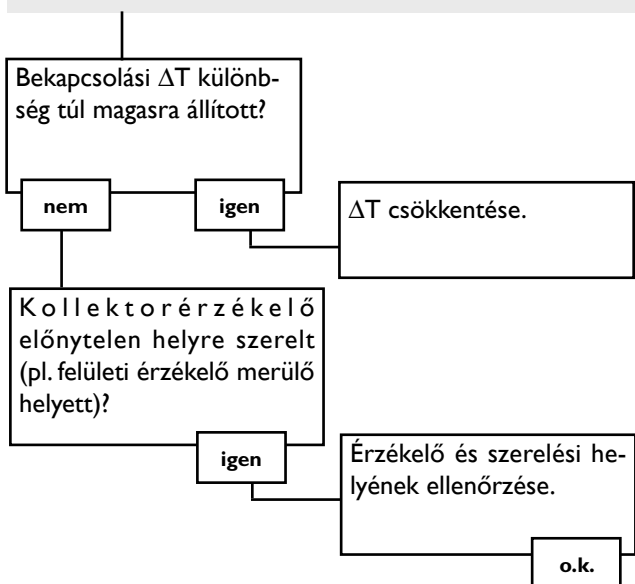 Bekapcsolási ΔT különb-
ség túl magasra állított?
nem
igen
ΔT csökkentése.
Kollektorérzékelő
előnytelen helyre szerelt
(pl. felületi érzékelő merülő
helyett)?
igen
Érzékelő és szerelési he-
lyének ellenőrzése.
o.k.